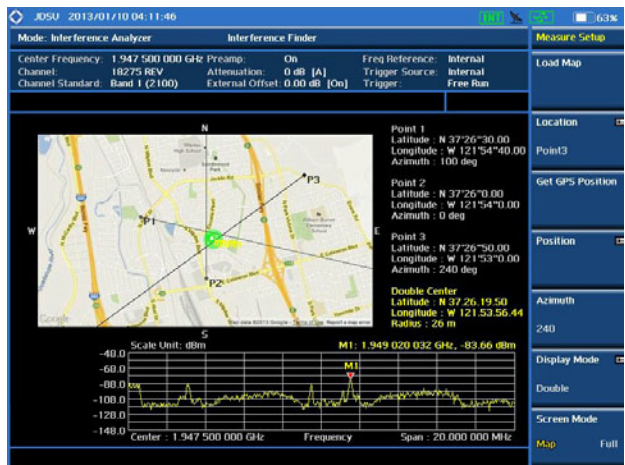 JDSU 2013/01/10 04:11:46 INT 63%
Mode: Interference Analyzer Interference Finder Measure Setup
Center Frequency: 1.947 500 000 GHz Preamp: On Freq Reference: Internal
Channel: 18275 REV Attenuation: 0 dB [A] Trigger Source: Internal
Channel Standard: Band 1 (2100) External Offset: 0.00 dB [On] Trigger: Free Run
Load Map
Location
Point3
Get GPS Position
Position
Azimuth
240
Display Mode
Double
Screen Mode
Map Full
N
W
E
S
P1
P2
P3
Google
Point 1
Latitude : N 37'26"30.00
Longitude : W 121'54"40.00
Azimuth : 100 deg
Point 2
Latitude : N 37'26"0.00
Longitude : W 121'54"0.00
Azimuth : 0 deg
Point 3
Latitude : N 37'26"50.00
Longitude : W 121'53"0.00
Azimuth : 240 deg
Double Center
Latitude : N 37.26.19.50
Longitude : W 121.53.56.44
Radius : 26 m
Scale Unit: dBm M1: 1.949 020 032 GHz, -83.66 dBm
M1
-40.0
-60.0
-80.0
-100.0
-120.0
-148.0
Center : 1.947 500 000 GHz Frequency Span : 20.000 000 MHz